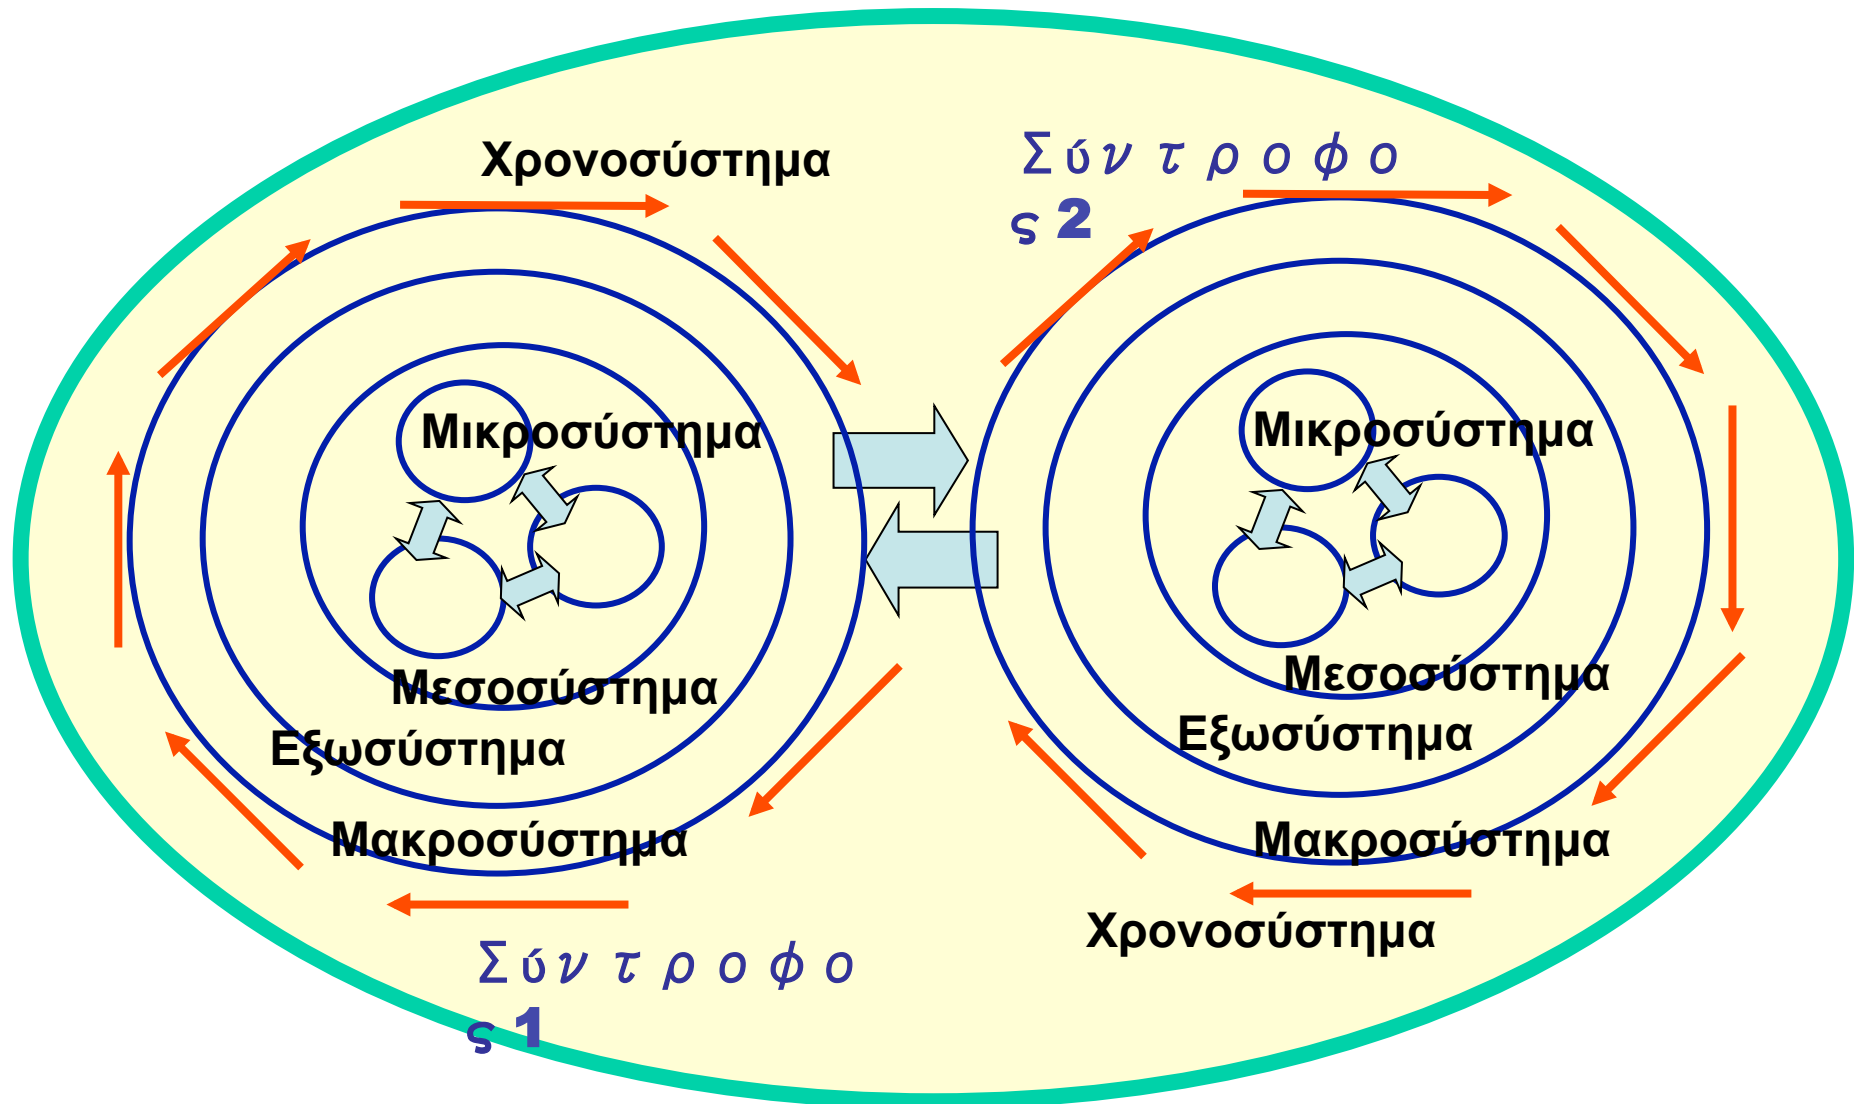 Χρονοσύστημα
Σύντροφο
ς 2
Μικροσύστημα
Μικροσύστημα
Μεσοσύστημα
Μεσοσύστημα
Εξωσύστημα
Εξωσύστημα
Μακροσύστημα
Μακροσύστημα
Χρονοσύστημα
Σύντροφο
ς 1